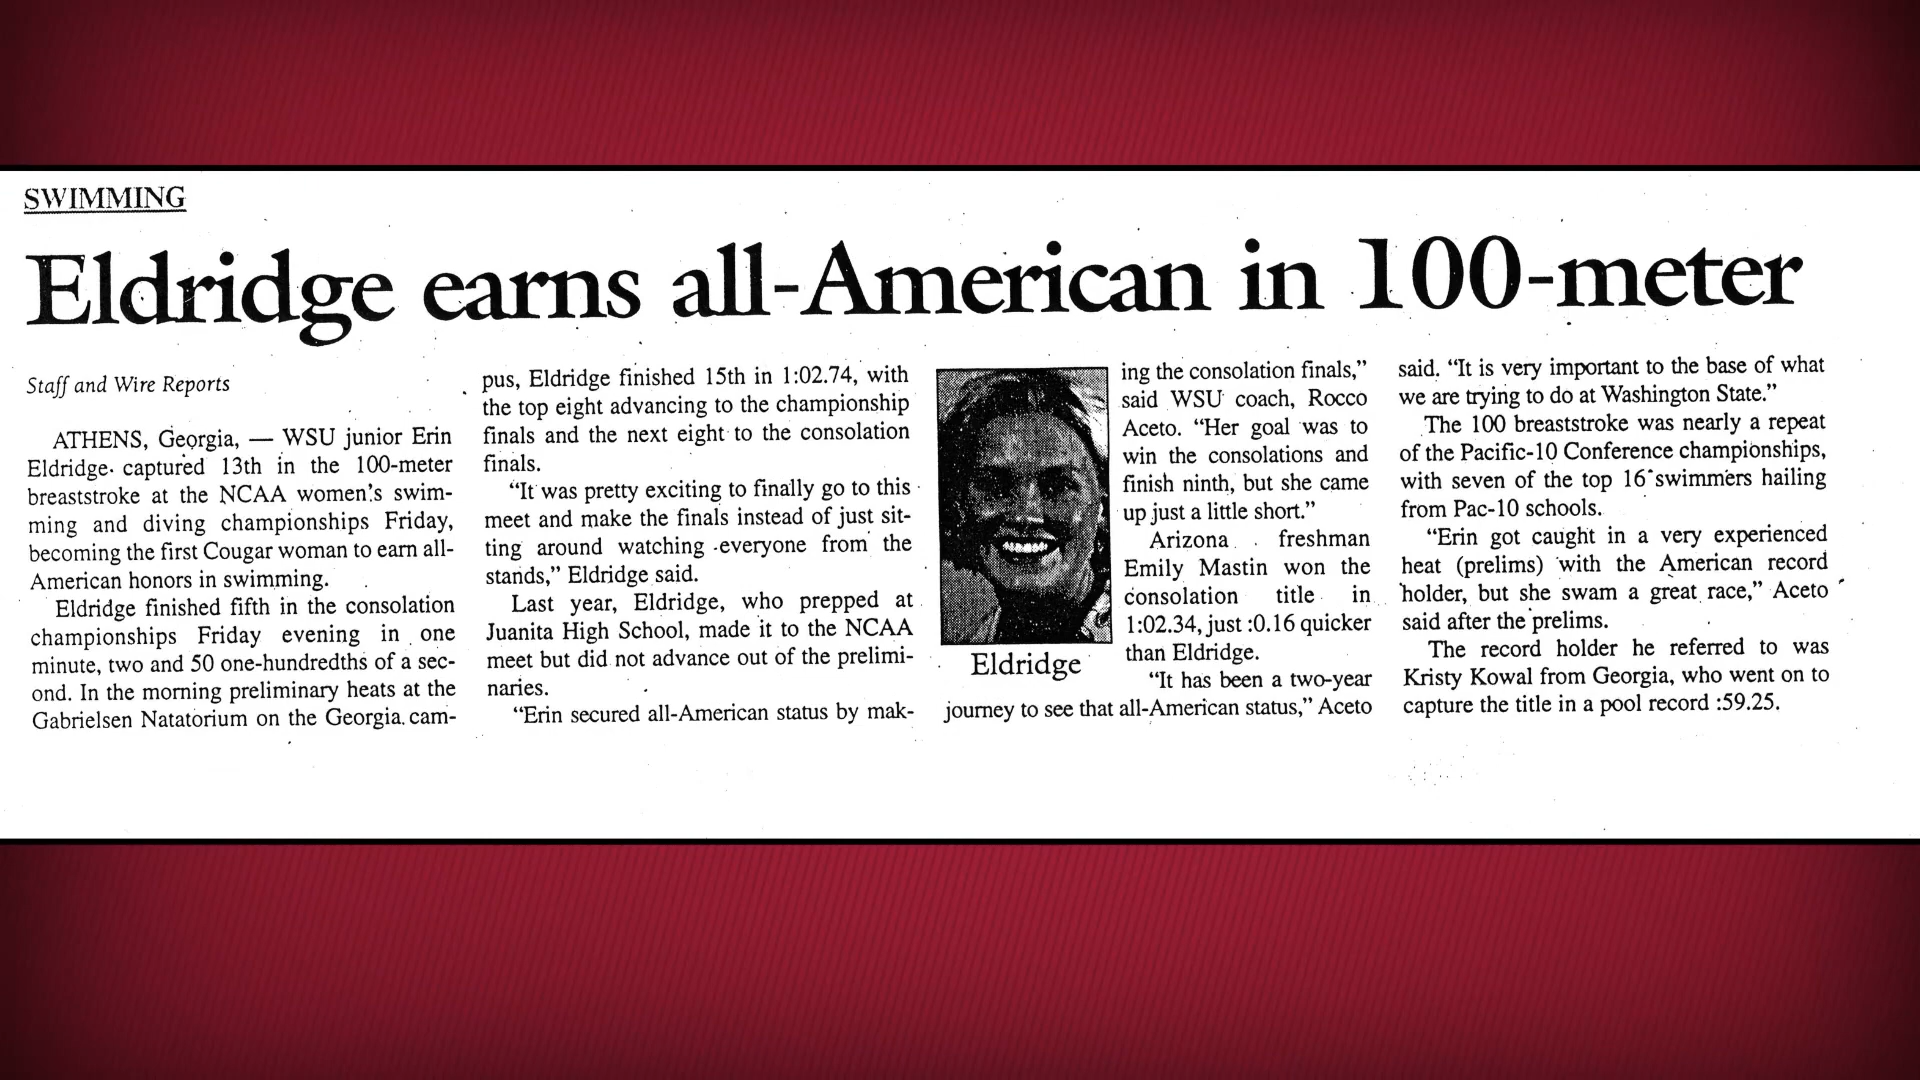 SWIMMING
Eldridge earns all-American in 100-meter
Staff and Wire Reports
ATHENS, Georgia, — WSU junior Erin
Eldridge captured 13th in the 100-meter
breaststroke at the NCAA women's swim-
ming and diving championships Friday,
becoming the first Cougar woman to earn all-
American honors in swimming.
Eldridge finished fifth in the consolation
championships Friday evening in one
minute, two and 50 one-hundredths of a sec-
ond. In the morning preliminary heats at the
Gabrielsen Natatorium on the Georgia cam-
pus, Eldridge finished 15th in 1:02.74, with
the top eight advancing to the championship
finals and the next eight to the consolation
finals.
“It was pretty exciting to finally go to this
meet and make the finals instead of just sit-
ting around watching everyone from the
stands,” Eldridge said.
Last year, Eldridge, who prepped at
Juanita High School, made it to the NCAA
meet but did not advance out of the prelimi-
naries.
“Erin secured all-American status by mak-
Eldridge
ing the consolation finals,”
said WSU coach, Rocco
Aceto. “Her goal was to
win the consolations and
finish ninth, but she came
up just a little short.”
Arizona freshman
Emily Mastin won the
consolation title in
1:02.34, just :0.16 quicker
than Eldridge.
“It has been a two-year
journey to see that all-American status,” Aceto
said. “It is very important to the base of what
we are trying to do at Washington State.”
The 100 breaststroke was nearly a repeat
of the Pacific-10 Conference championships,
with seven of the top 16 swimmers hailing
from Pac-10 schools.
“Erin got caught in a very experienced
heat (prelims) with the American record
holder, but she swam a great race,” Aceto
said after the prelims.
The record holder he referred to was
Kristy Kowal from Georgia, who went on to
capture the title in a pool record :59.25.